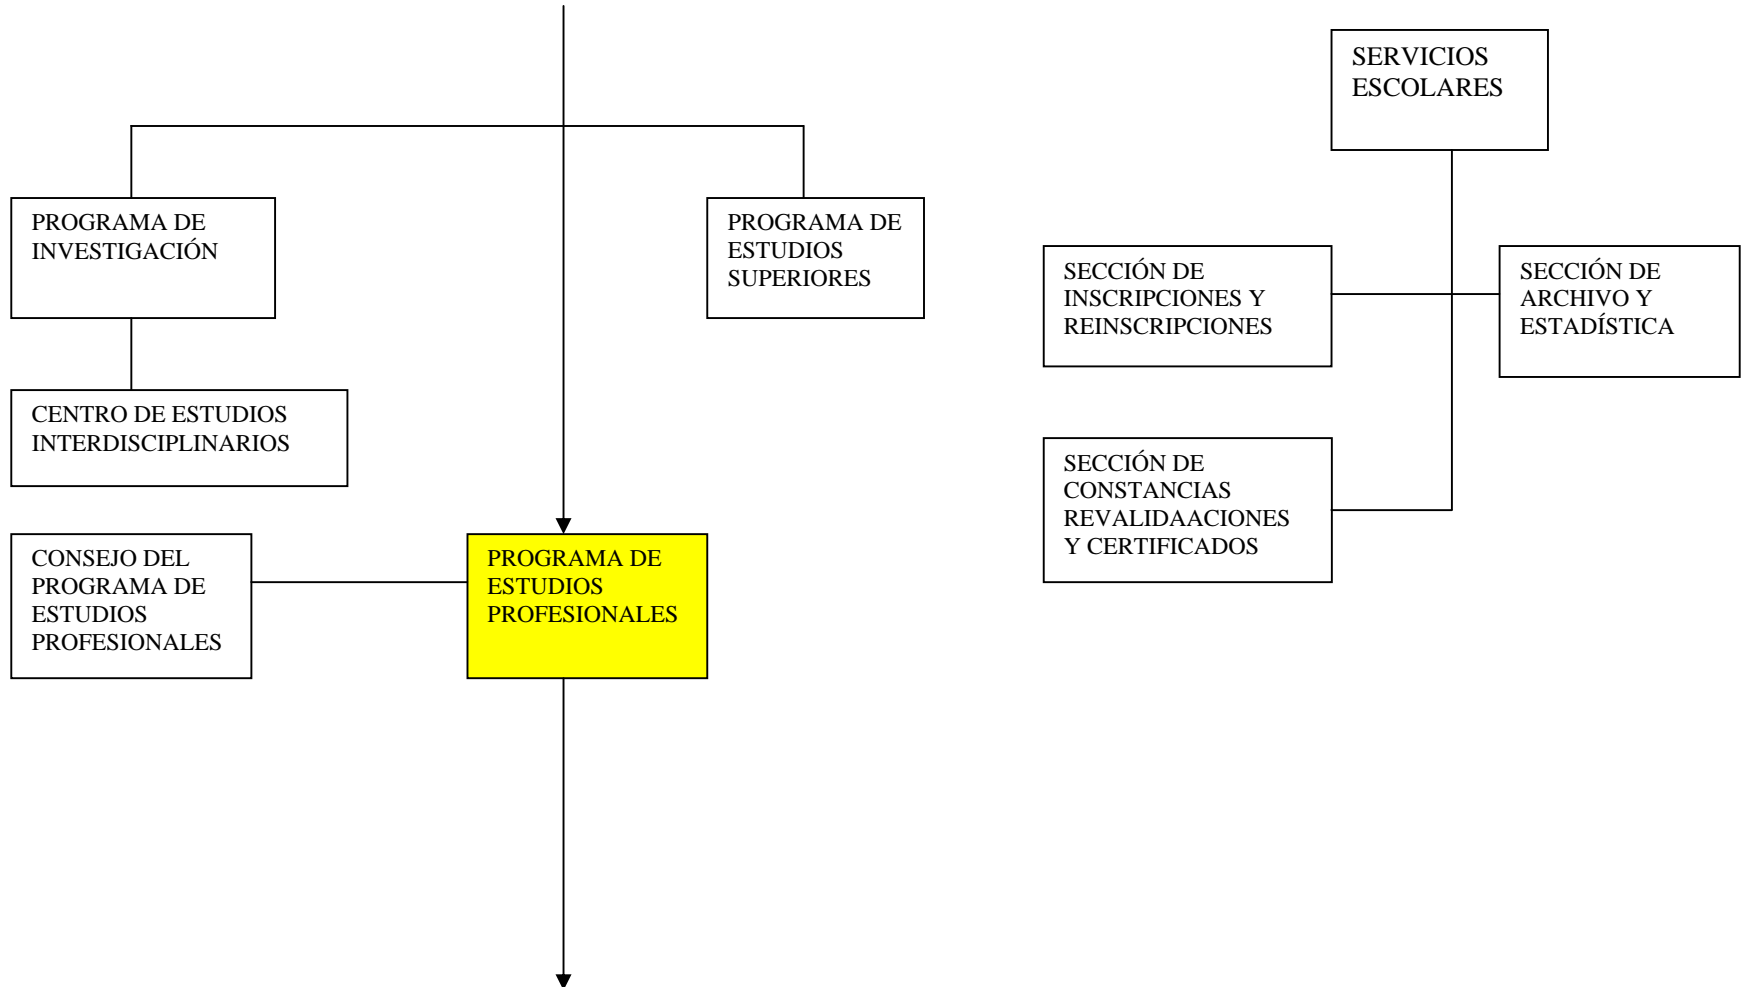 SERVICIOS
ESCOLARES
PROGRAMA DE
INVESTIGACIÓN
PROGRAMA DE
ESTUDIOS
SUPERIORES
SECCIÓN DE
INSCRIPCIONES Y
REINSCRIPCIONES
SECCIÓN DE
ARCHIVO Y
ESTADÍSTICA
CENTRO DE ESTUDIOS
INTERDISCIPLINARIOS
SECCIÓN DE
CONSTANCIAS
REVALIDAACIONES
Y CERTIFICADOS
CONSEJO DEL
PROGRAMA DE
ESTUDIOS
PROFESIONALES
PROGRAMA DE
ESTUDIOS
PROFESIONALES